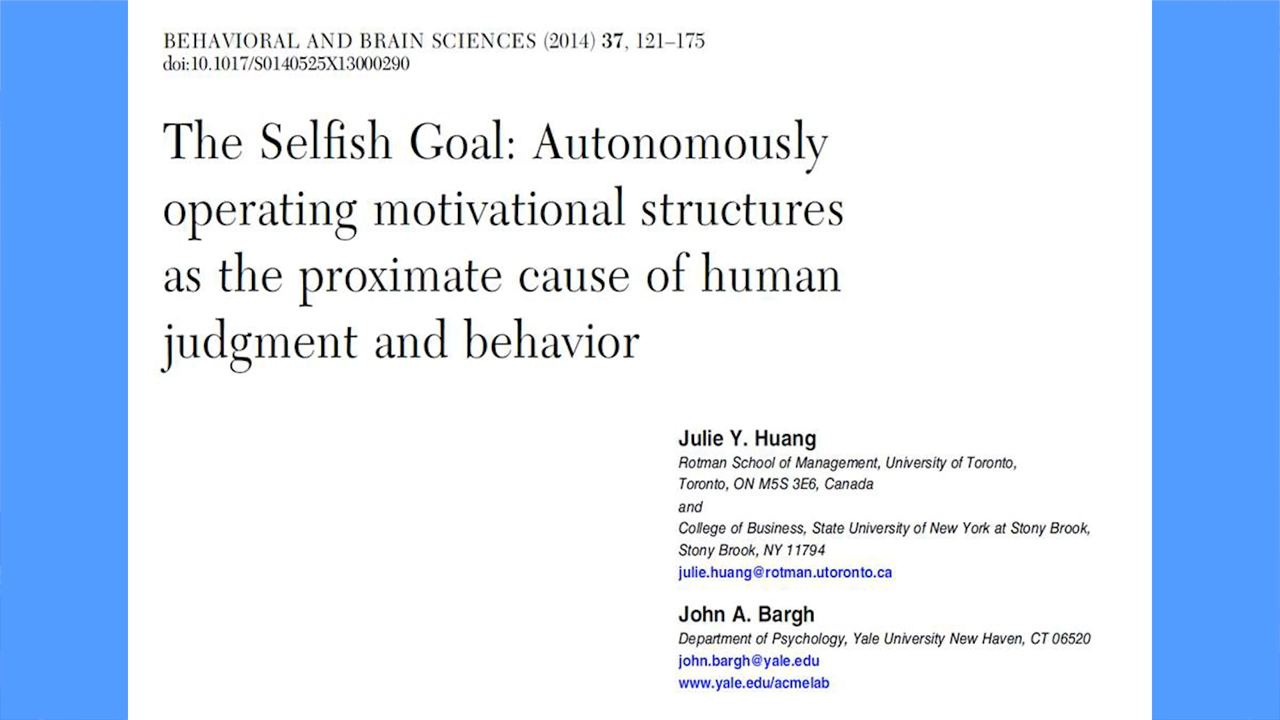 BEHAVIORAL AND BRAIN SCIENCES (2014) 37, 121–175
doi:10.1017/S0140525X13000290
The Selfish Goal: Autonomously
operating motivational structures
as the proximate cause of human
judgment and behavior
Julie Y. Huang
Rotman School of Management, University of Toronto,
Toronto, ON M5S 3E6, Canada
and
College of Business, State University of New York at Stony Brook,
Stony Brook, NY 11794
julie.huang@rotman.utoronto.ca
John A. Bargh
Department of Psychology, Yale University New Haven, CT 06520
john.bargh@yale.edu
www.yale.edu/acmelab